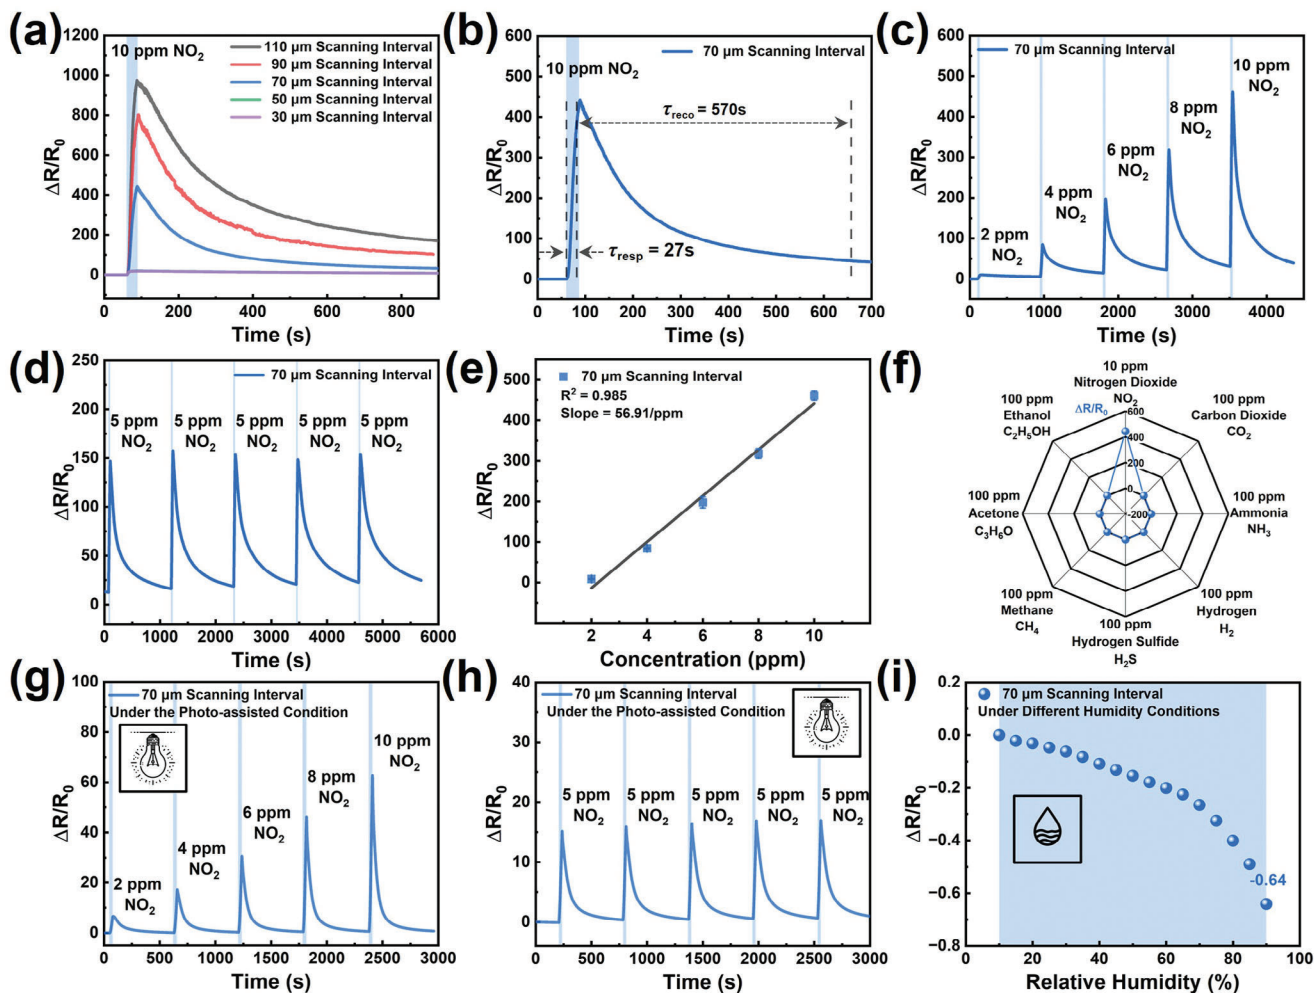 (a)
1200
1000
800
600
400
200
0
10 ppm NO₂
110 μm Scanning Interval
90 μm Scanning Interval
70 μm Scanning Interval
50 μm Scanning Interval
30 μm Scanning Interval
ΔR/R₀
0 200 400 600 800
Time (s)
(b)
600
500
400
300
200
100
0
70 μm Scanning Interval
10 ppm NO₂
τreco = 570s
τresp = 27s
ΔR/R₀
0 100 200 300 400 500 600 700
Time (s)
(c)
600
500
400
300
200
100
0
70 μm Scanning Interval
2 ppm
NO₂
4 ppm
NO₂
6 ppm
NO₂
8 ppm
NO₂
10 ppm
NO₂
ΔR/R₀
0 1000 2000 3000 4000
Time (s)
(d)
250
200
150
100
50
0
70 μm Scanning Interval
5 ppm 5 ppm 5 ppm 5 ppm 5 ppm
NO₂ NO₂ NO₂ NO₂ NO₂
ΔR/R₀
0 1000 2000 3000 4000 5000 6000
Time (s)
(e)
500
400
300
200
100
0
70 μm Scanning Interval
R² = 0.985
Slope = 56.91/ppm
ΔR/R₀
2 4 6 8 10
Concentration (ppm)
(f)
10 ppm
Nitrogen Dioxide
NO₂
100 ppm
Carbon Dioxide
CO₂
100 ppm
Ammonia
NH₃
100 ppm
Hydrogen
H₂
100 ppm
Hydrogen Sulfide
H₂S
100 ppm
Methane
CH₄
100 ppm
Acetone
C₃H₆O
100 ppm
Ethanol
C₂H₅OH
ΔR/R₀
600
400
200
0
-200
(g)
100
80
60
40
20
0
70 μm Scanning Interval
Under the Photo-assisted Condition
2 ppm
NO₂
4 ppm
NO₂
6 ppm
NO₂
8 ppm
NO₂
10 ppm
NO₂
ΔR/R₀
0 500 1000 1500 2000 2500 3000
Time (s)
(h)
40
30
20
10
0
70 μm Scanning Interval
Under the Photo-assisted Condition
5 ppm 5 ppm 5 ppm 5 ppm 5 ppm
NO₂ NO₂ NO₂ NO₂ NO₂
ΔR/R₀
0 500 1000 1500 2000 2500 3000
Time (s)
(i)
0.2
0.0
−0.2
−0.4
−0.6
−0.8
70 μm Scanning Interval
Under Different Humidity Conditions
-0.64
ΔR/R₀
0 20 40 60 80 100
Relative Humidity (%)